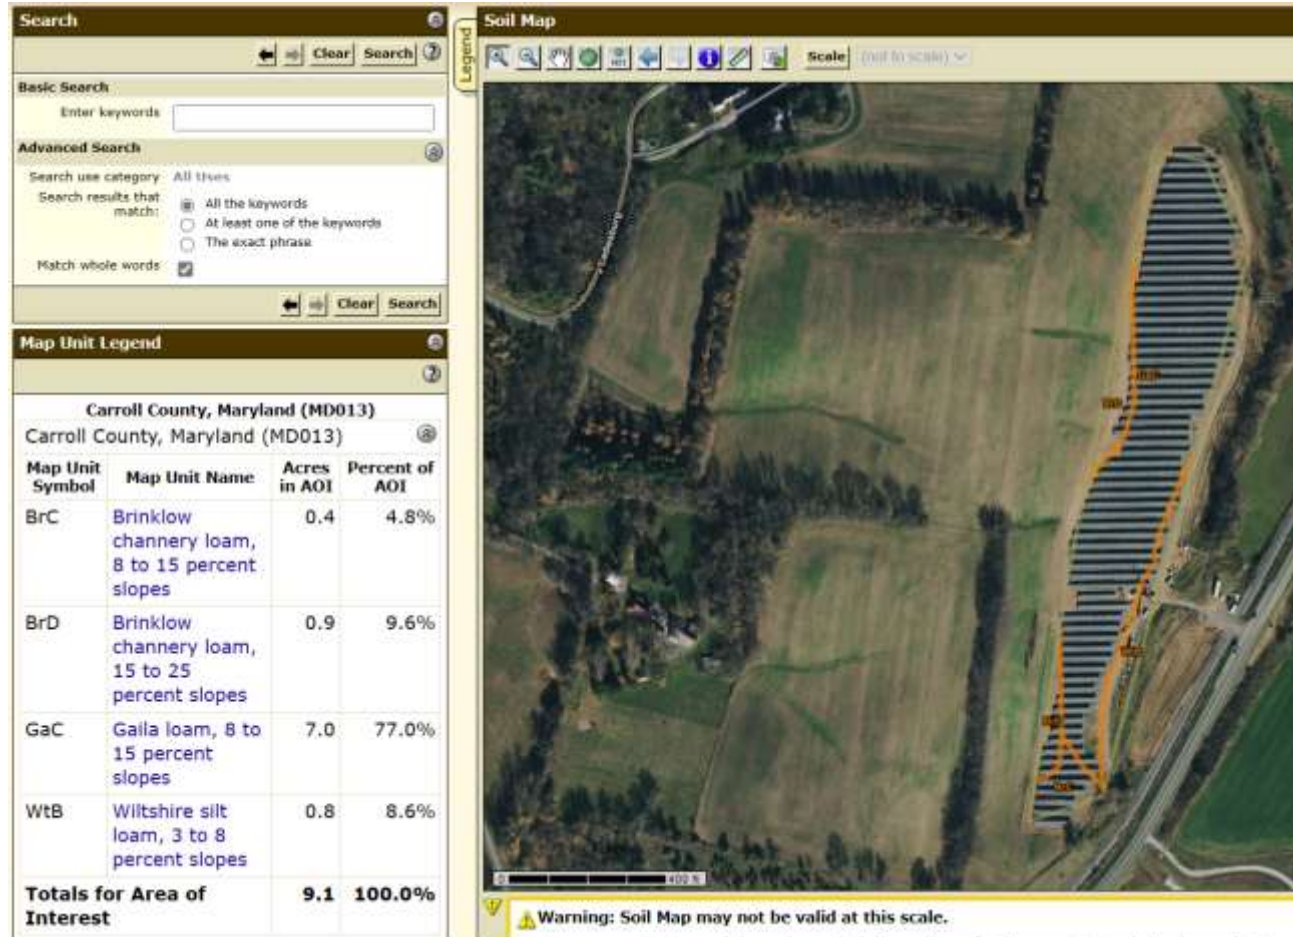 Search
Clear Search
Basic Search
Enter keywords
Advanced Search
Search use category All Uses
Search results that match:
All the keywords
At least one of the keywords
The exact phrase
Match whole words
Clear Search
Map Unit Legend
Carroll County, Maryland (MD013)
Carroll County, Maryland (MD013)
Map Unit Symbol Map Unit Name Acres in AOI Percent of AOI
BrC Brinklow channery loam, 8 to 15 percent slopes 0.4 4.8%
BrD Brinklow channery loam, 15 to 25 percent slopes 0.9 9.6%
GaC Gaila loam, 8 to 15 percent slopes 7.0 77.0%
WtB Wiltshire silt loam, 3 to 8 percent slopes 0.8 8.6%
Totals for Area of Interest 9.1 100.0%
Legend
Soil Map
Scale (not to scale)
0 400 ft
Warning: Soil Map may not be valid at this scale.